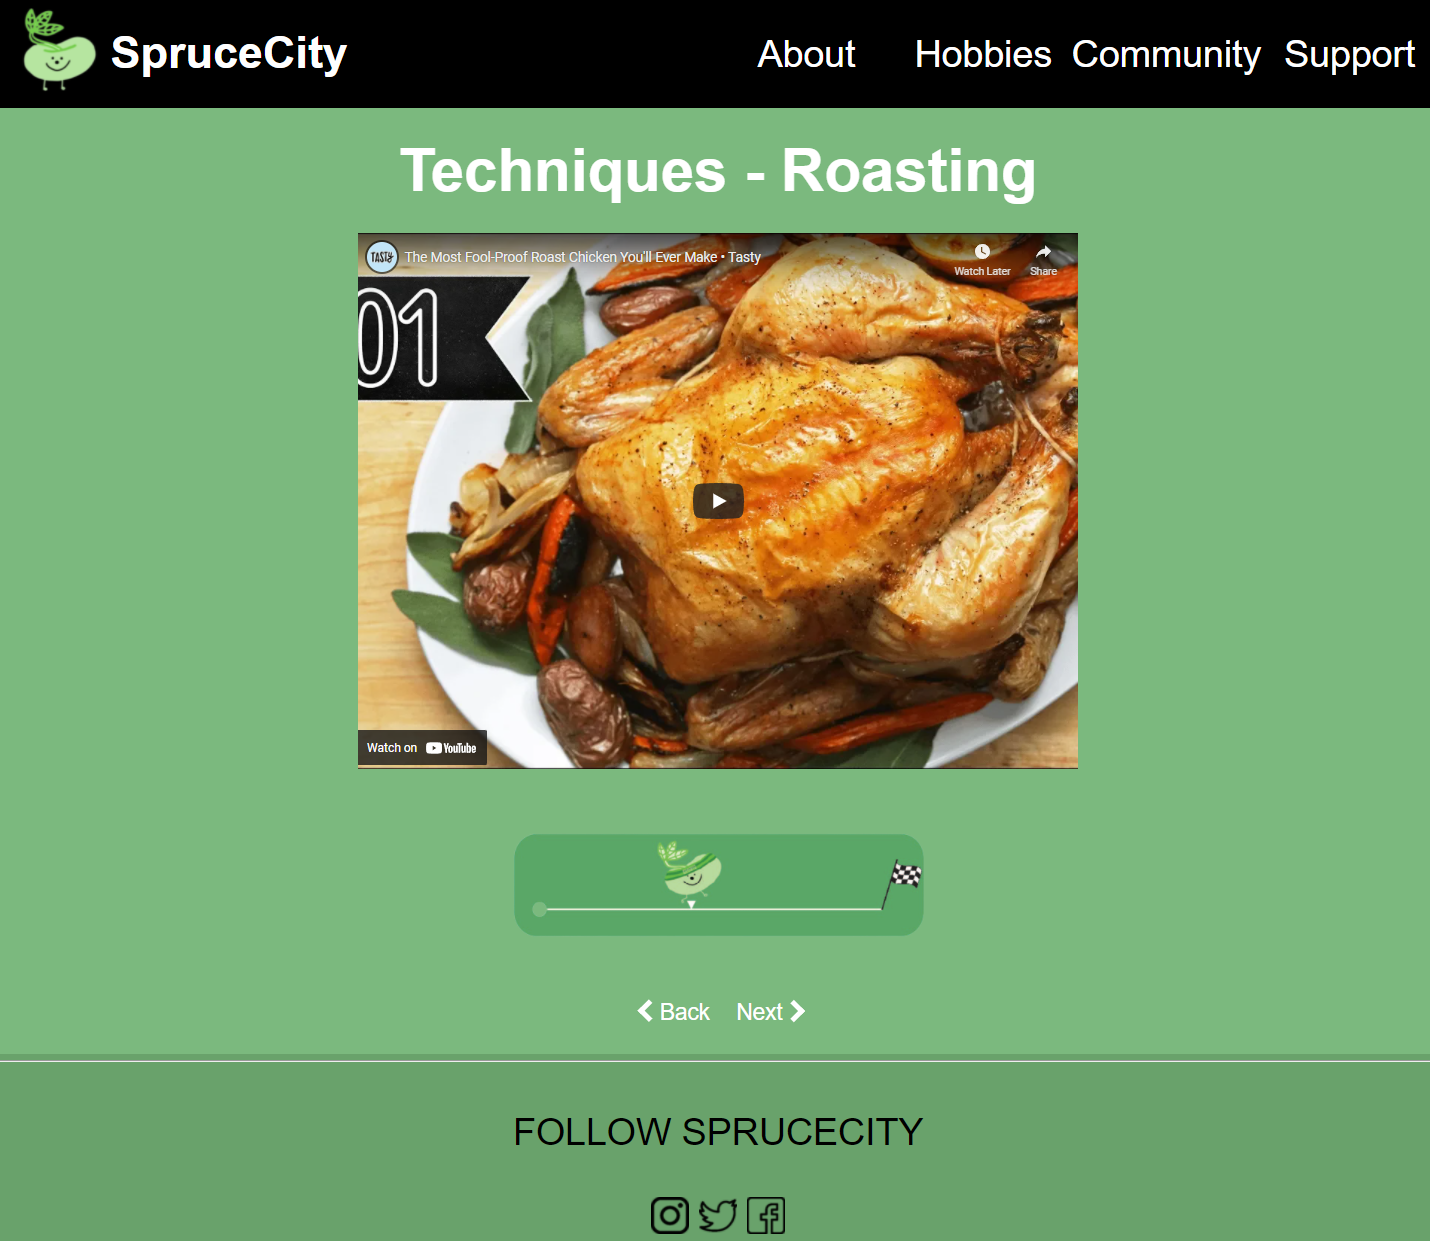 SpruceCity
About Hobbies Community Support
Techniques - Roasting
TASTY The Most Fool-Proof Roast Chicken You'll Ever Make • Tasty
Watch Later Share
01
Watch on YouTube
Back Next
FOLLOW SPRUCECITY